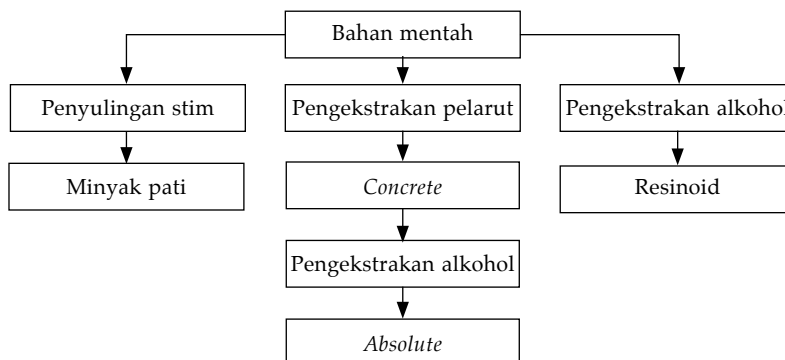 Bahan mentah
Penyulingan stim
Pengekstrakan pelarut
Pengekstrakan alkohol
Minyak pati
Concrete
Resinoid
Pengekstrakan alkohol
Absolute